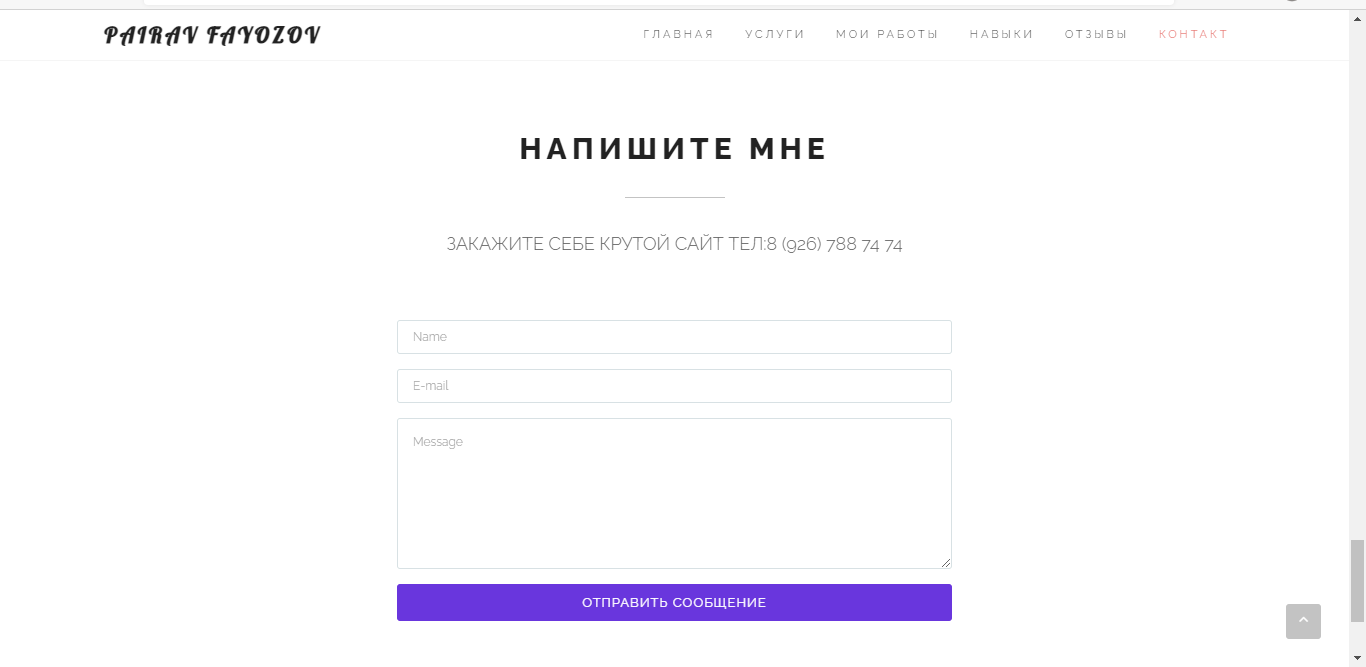 PAIRAV FAYOZOV
ГЛАВНАЯ УСЛУГИ МОИ РАБОТЫ НАВЫКИ ОТЗЫВЫ КОНТАКТ
НАПИШИТЕ МНЕ
ЗАКАЖИТЕ СЕБЕ КРУТОЙ САЙТ ТЕЛ:8 (926) 788 74 74
Name
E-mail
Message
ОТПРАВИТЬ СООБЩЕНИЕ